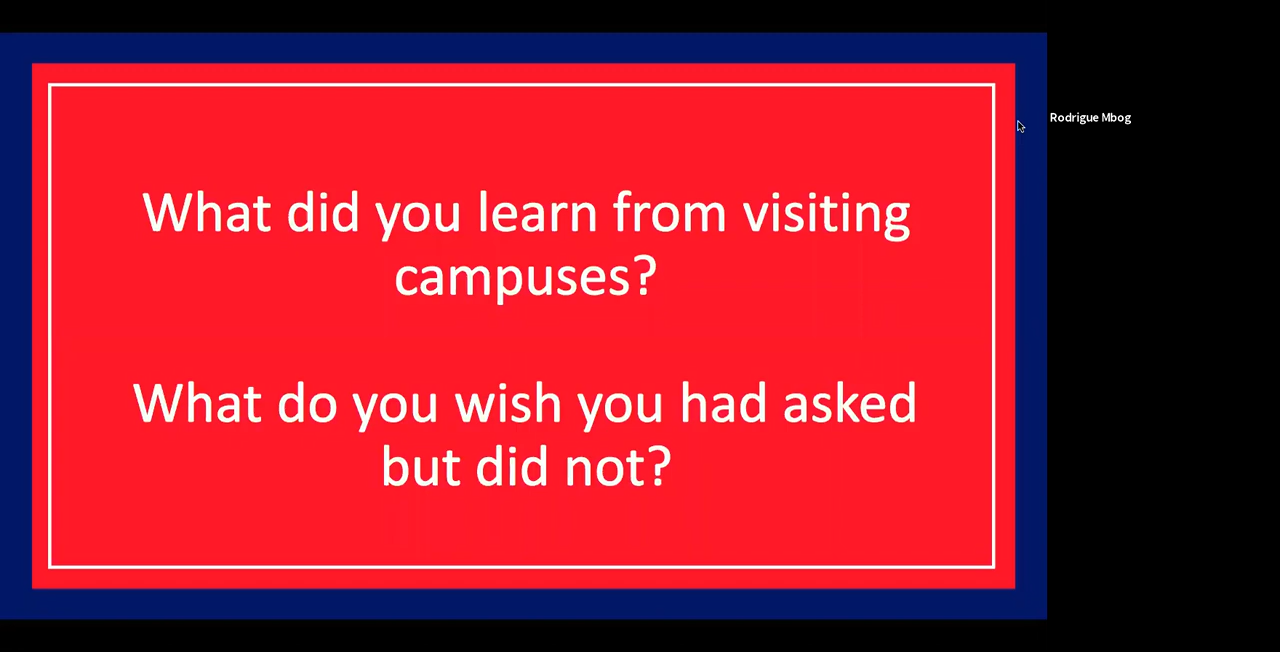 What did you learn from visiting
campuses?
What do you wish you had asked
but did not?
Rodrigue Mbog